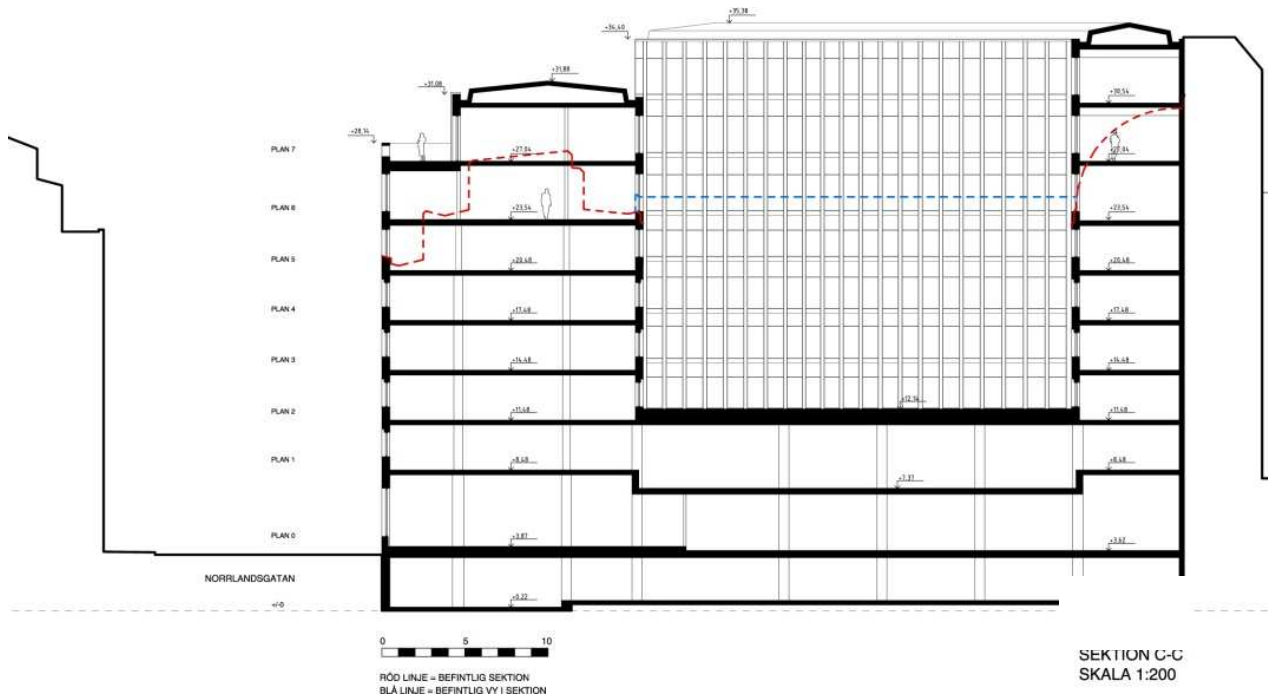 +35,38
+34,40
+31,88
+31,08
+30,54
+28,14
PLAN 7
+27,04
+27,04
PLAN 6
+23,54
+23,54
PLAN 5
+20,48
+20,48
PLAN 4
+17,48
+17,48
PLAN 3
+14,48
+14,48
PLAN 2
+12,14
+11,48
+11,48
PLAN 1
+8,48
+8,48
+7,37
PLAN 0
+3,87
+3,62
NORRLANDSGATAN
+/-0
+0,22
0 5 10
RÖD LINJE = BEFINTLIG SEKTION
BLÅ LINJE = BEFINTLIG VY I SEKTION
SEKTION C-C
SKALA 1:200